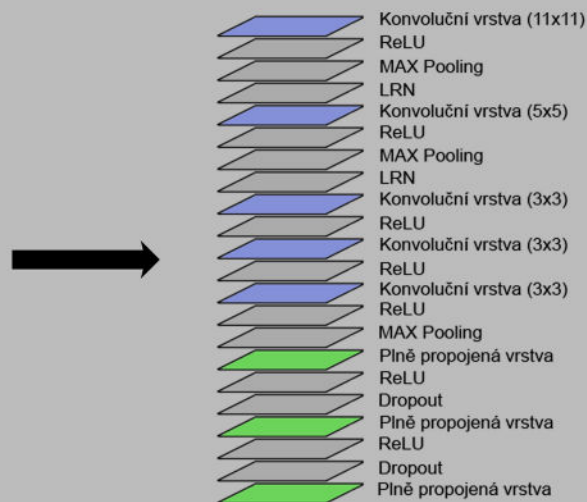 Konvoluční vrstva (11x11)
ReLU
MAX Pooling
LRN
Konvoluční vrstva (5x5)
ReLU
MAX Pooling
LRN
Konvoluční vrstva (3x3)
ReLU
Konvoluční vrstva (3x3)
ReLU
Konvoluční vrstva (3x3)
ReLU
MAX Pooling
Plně propojená vrstva
ReLU
Dropout
Plně propojená vrstva
ReLU
Dropout
Plně propojená vrstva